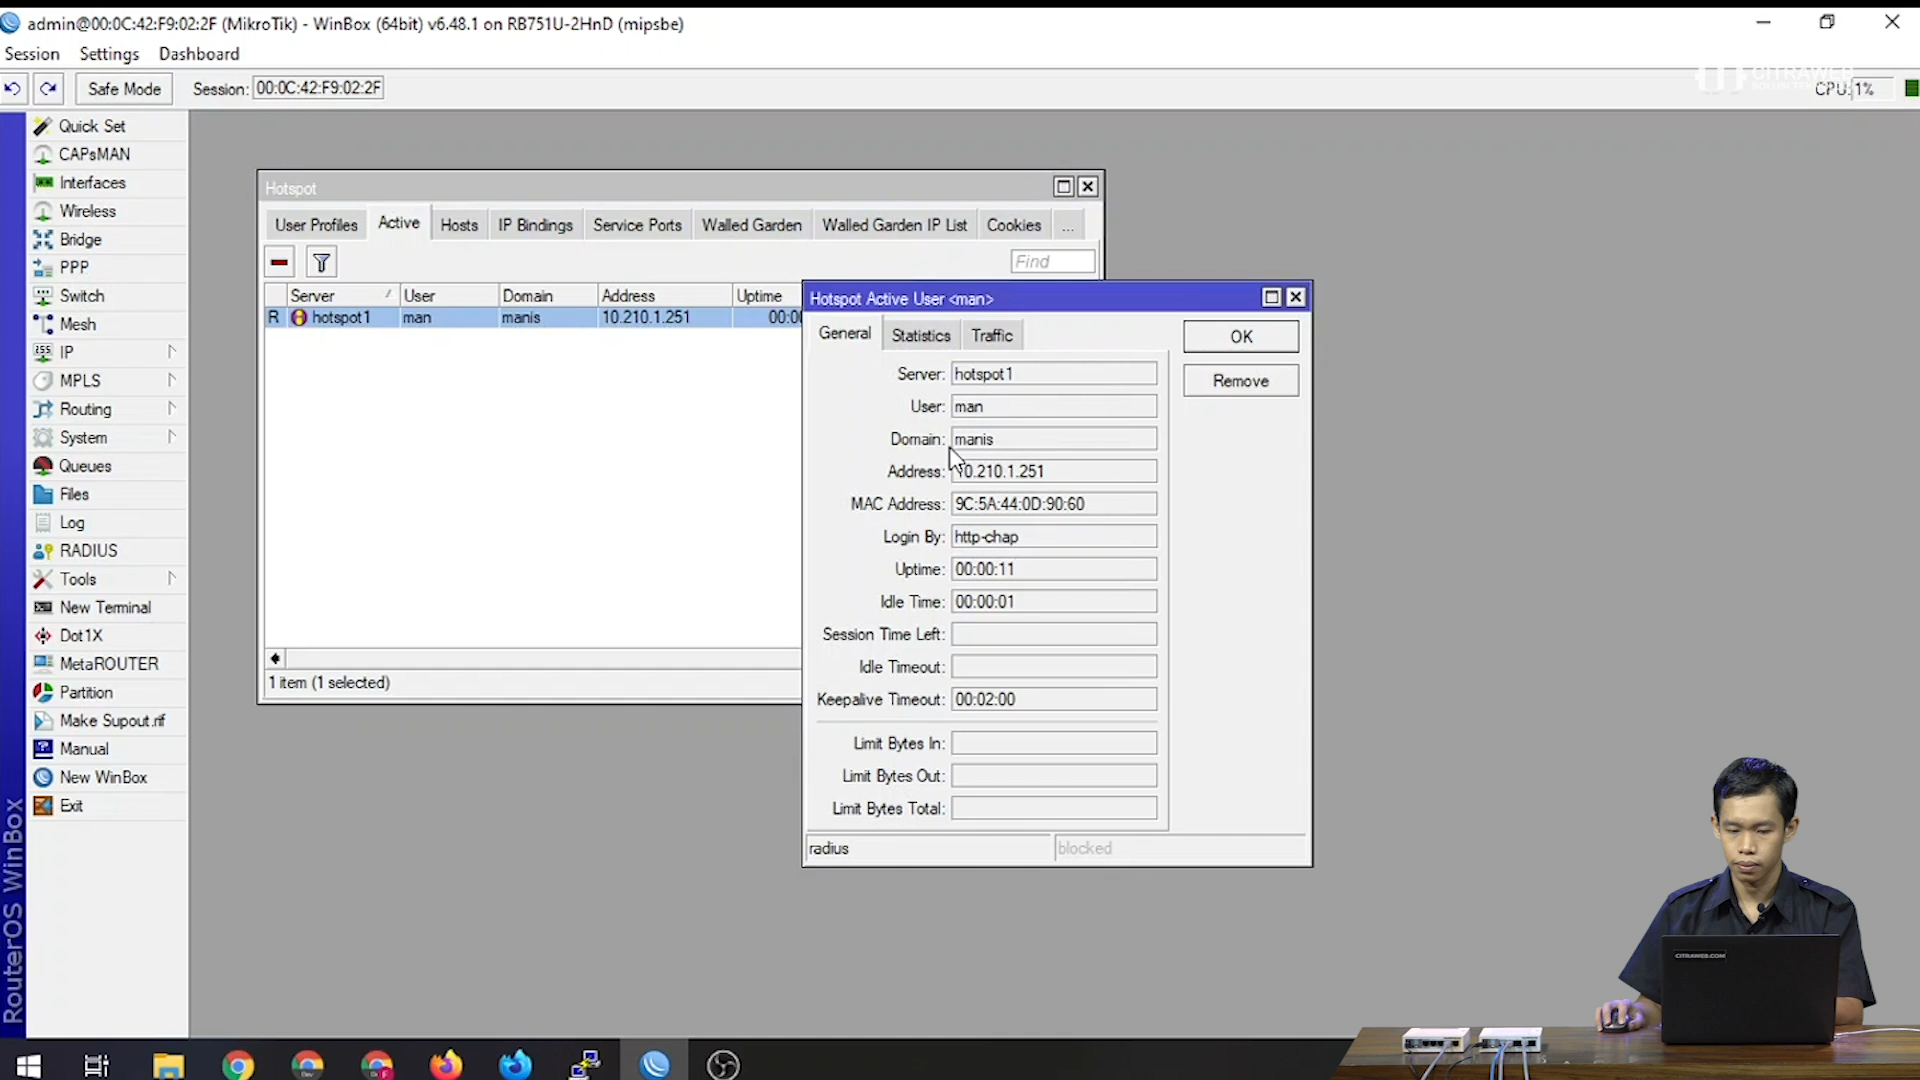 admin@00:0C:42:F9:02:2F (MikroTik) - WinBox (64bit) v6.48.1 on RB751U-2HnD (mipsbe)
Session Settings Dashboard
Safe Mode Session: 00:0C:42:F9:02:2F
CITRAWEB
CPU: 1%
Quick Set
CAPsMAN
Interfaces
Wireless
Bridge
PPP
Switch
Mesh
IP
MPLS
Routing
System
Queues
Files
Log
RADIUS
Tools
New Terminal
Dot1X
MetaROUTER
Partition
Make Supout.rif
Manual
New WinBox
Exit
RouterOS WinBox
Hotspot
User Profiles Active Hosts IP Bindings Service Ports Walled Garden Walled Garden IP List Cookies ...
Find
Server User Domain Address Uptime
R hotspot1 man manis 10.210.1.251 00:00
1 item (1 selected)
Hotspot Active User <man>
General Statistics Traffic
OK
Remove
Server: hotspot1
User: man
Domain: manis
Address: 10.210.1.251
MAC Address: 9C:5A:44:0D:90:60
Login By: http-chap
Uptime: 00:00:11
Idle Time: 00:00:01
Session Time Left:
Idle Timeout:
Keepalive Timeout: 00:02:00
Limit Bytes In:
Limit Bytes Out:
Limit Bytes Total:
radius blocked
CITRAWEB.COM